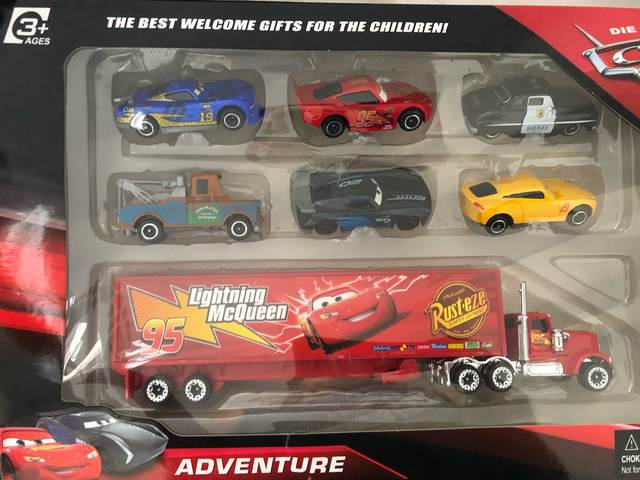 3+
AGES
THE BEST WELCOME GIFTS FOR THE CHILDREN!
DIE
19
95
SHERIFF
20
Lightning
McQueen
95
Rust-eze
ADVENTURE
CHOK
Not for